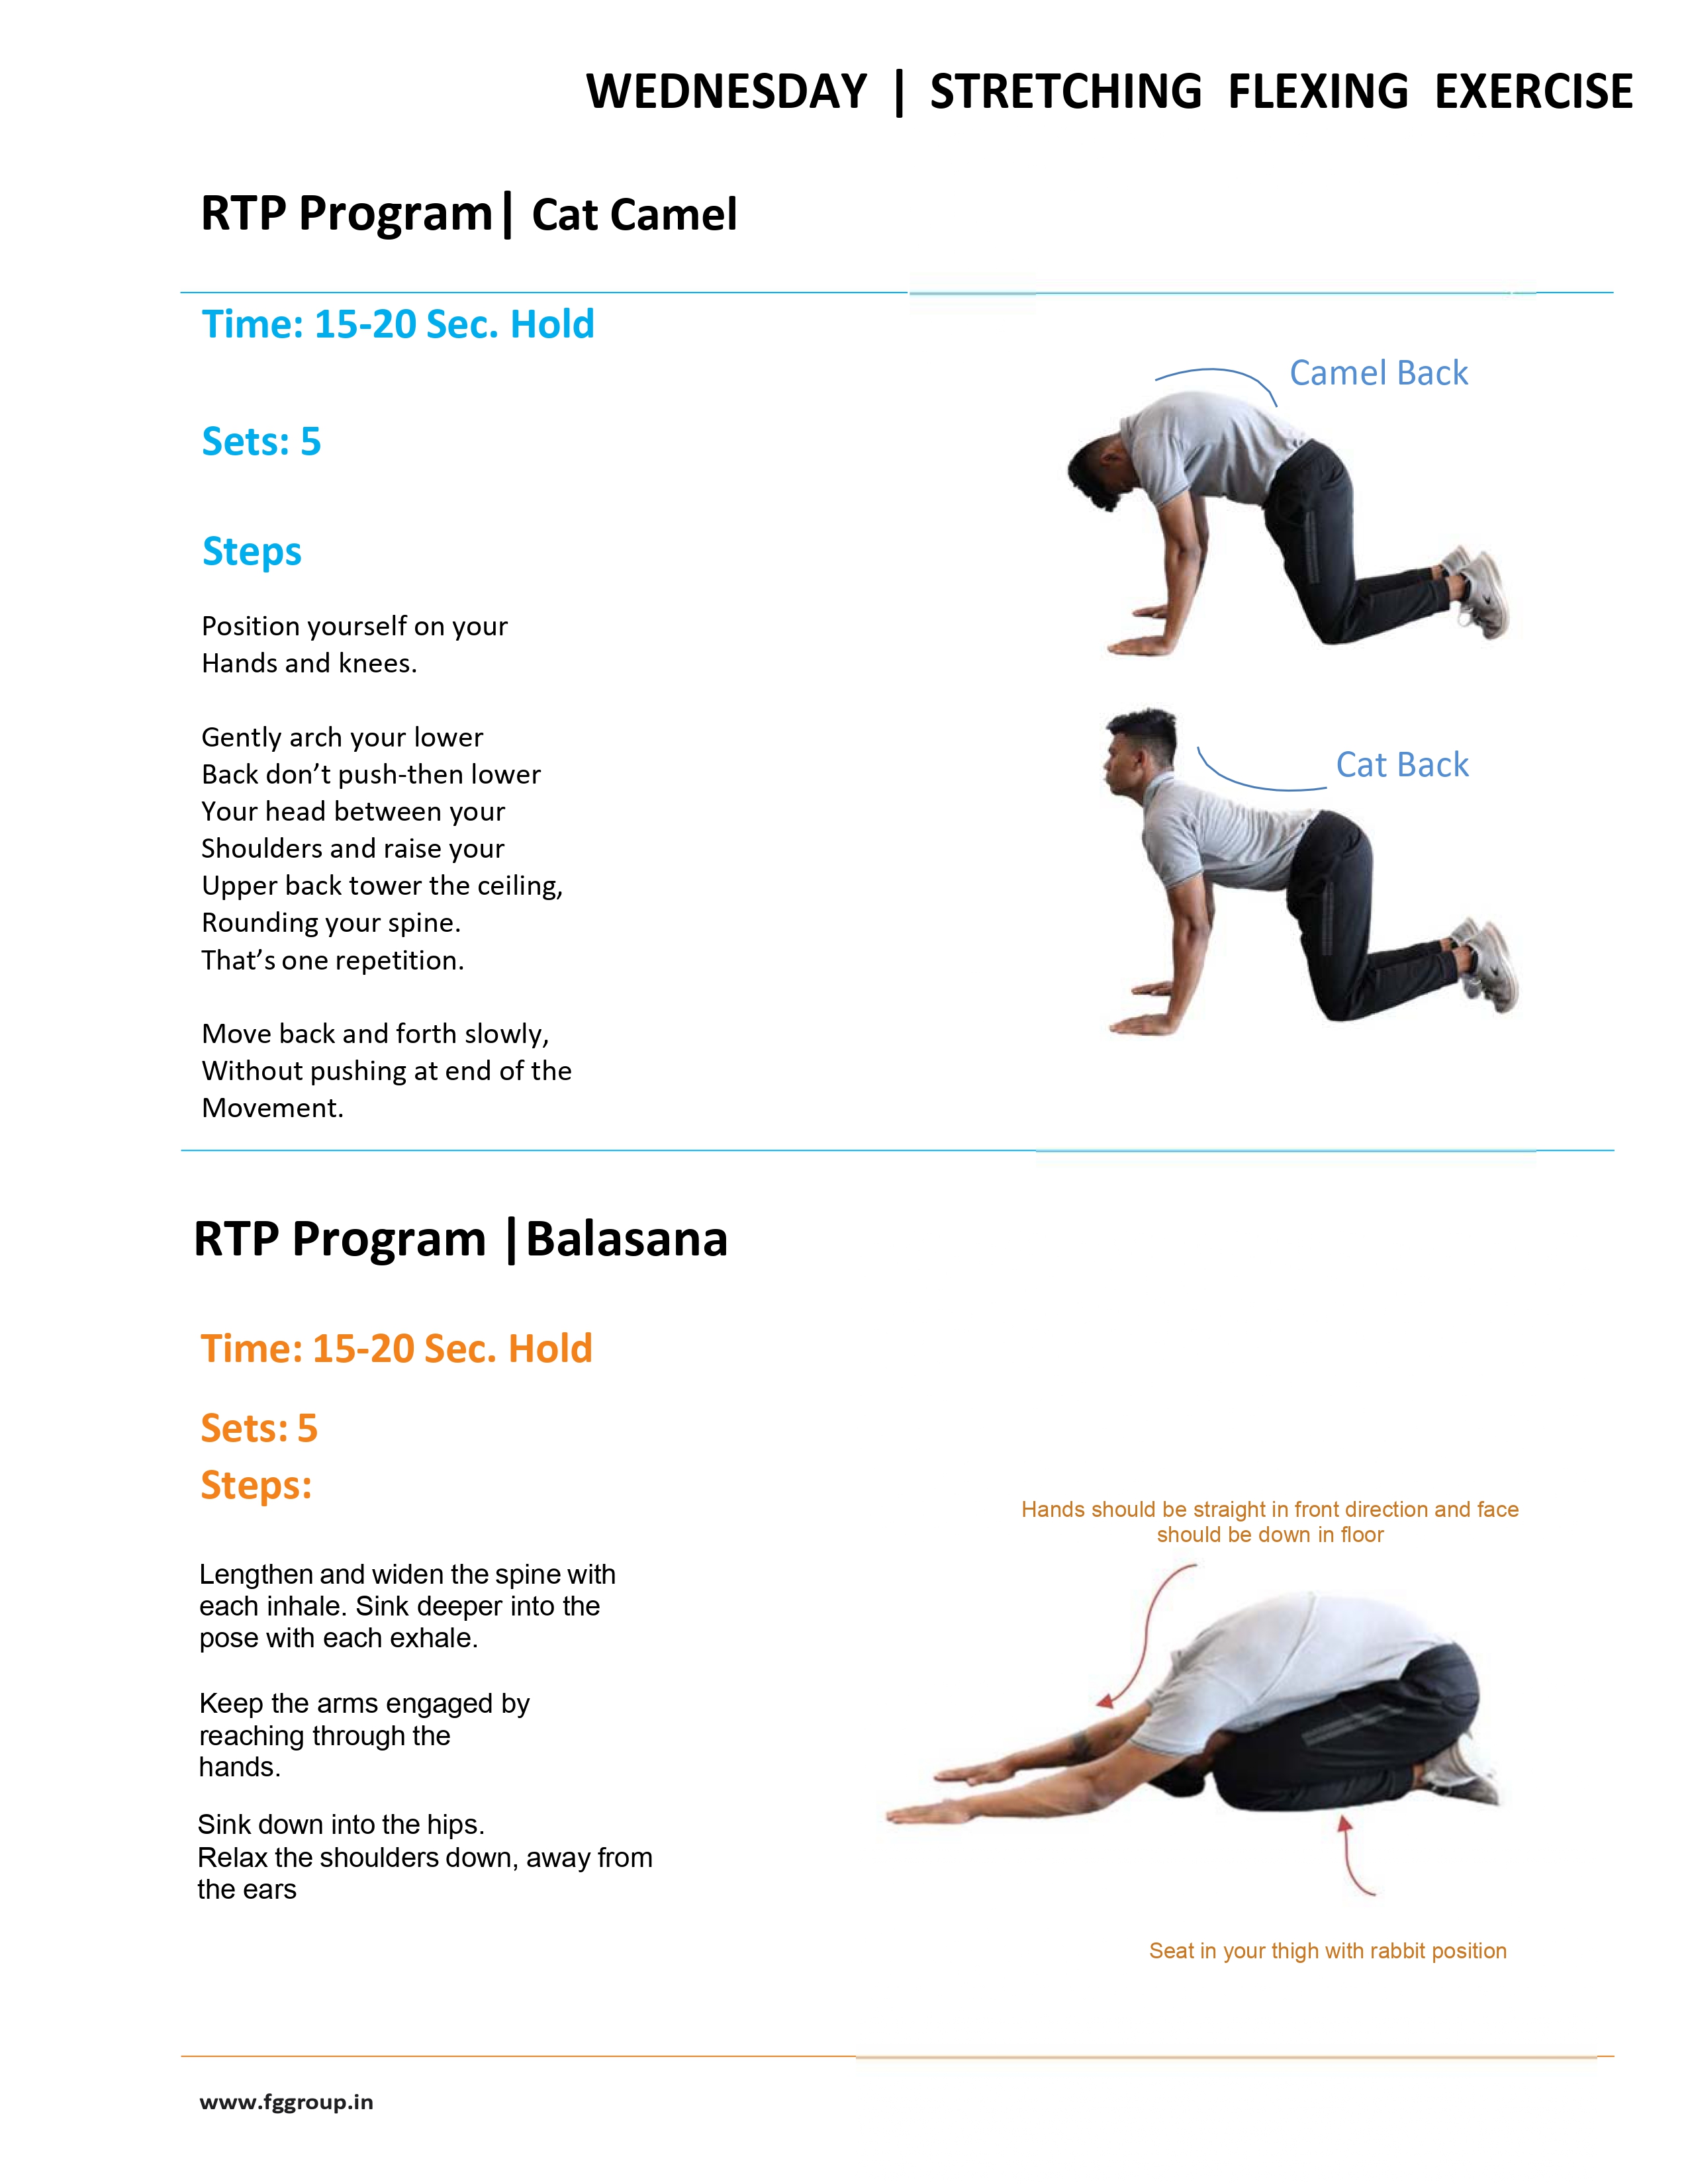 WEDNESDAY | STRETCHING FLEXING EXERCISE
RTP Program| Cat Camel
Time: 15-20 Sec. Hold
Camel Back
Sets: 5
Steps
Position yourself on your
Hands and knees.
Gently arch your lower
Back don’t push-then lower
Your head between your
Shoulders and raise your
Upper back tower the ceiling,
Rounding your spine.
That’s one repetition.
Cat Back
Move back and forth slowly,
Without pushing at end of the
Movement.
RTP Program |Balasana
Time: 15-20 Sec. Hold
Sets: 5
Steps:
Hands should be straight in front direction and face
should be down in floor
Lengthen and widen the spine with
each inhale. Sink deeper into the
pose with each exhale.
Keep the arms engaged by
reaching through the
hands.
Sink down into the hips.
Relax the shoulders down, away from
the ears
Seat in your thigh with rabbit position
www.fggroup.in